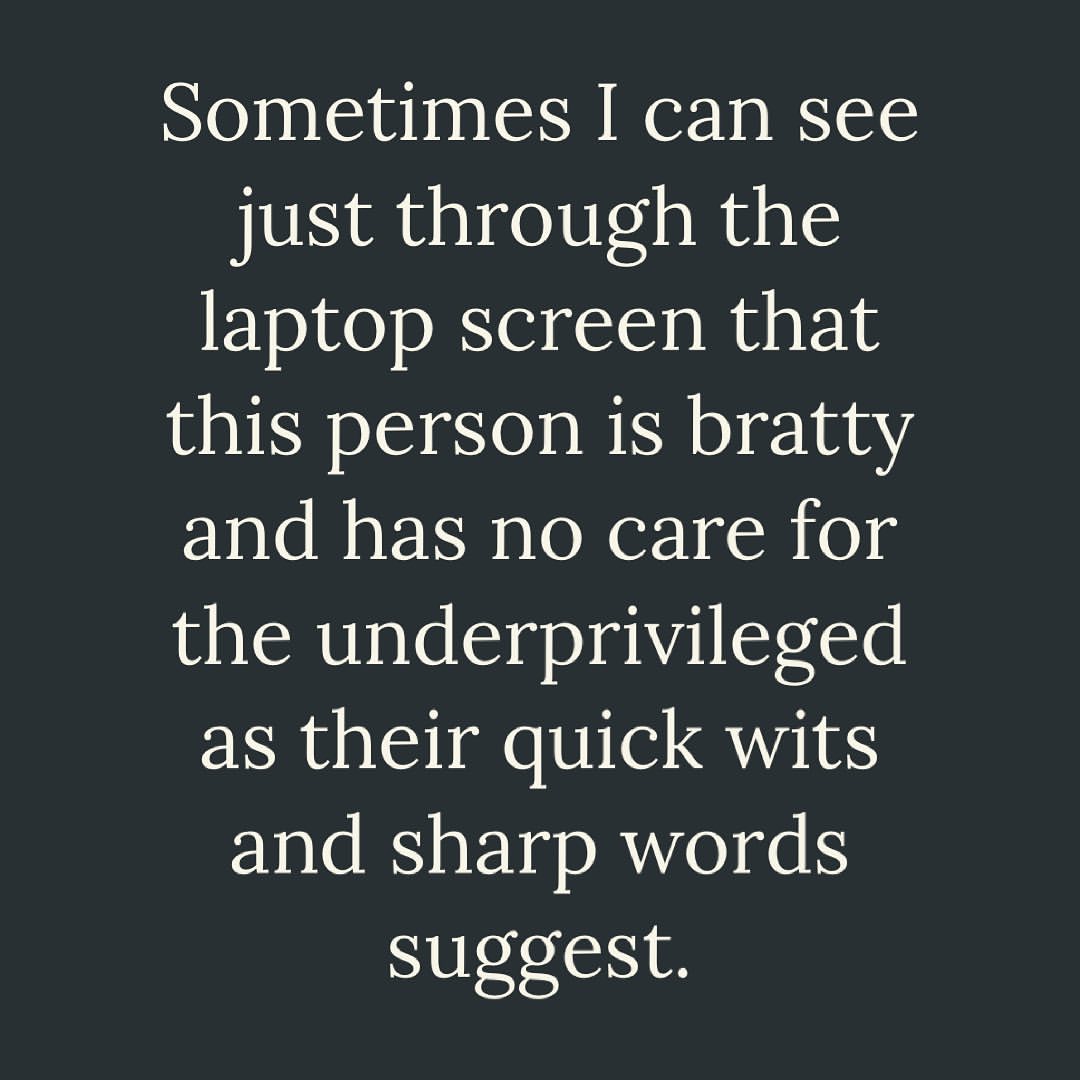 Sometimes I can see
just through the
laptop screen that
this person is bratty
and has no care for
the underprivileged
as their quick wits
and sharp words
suggest.